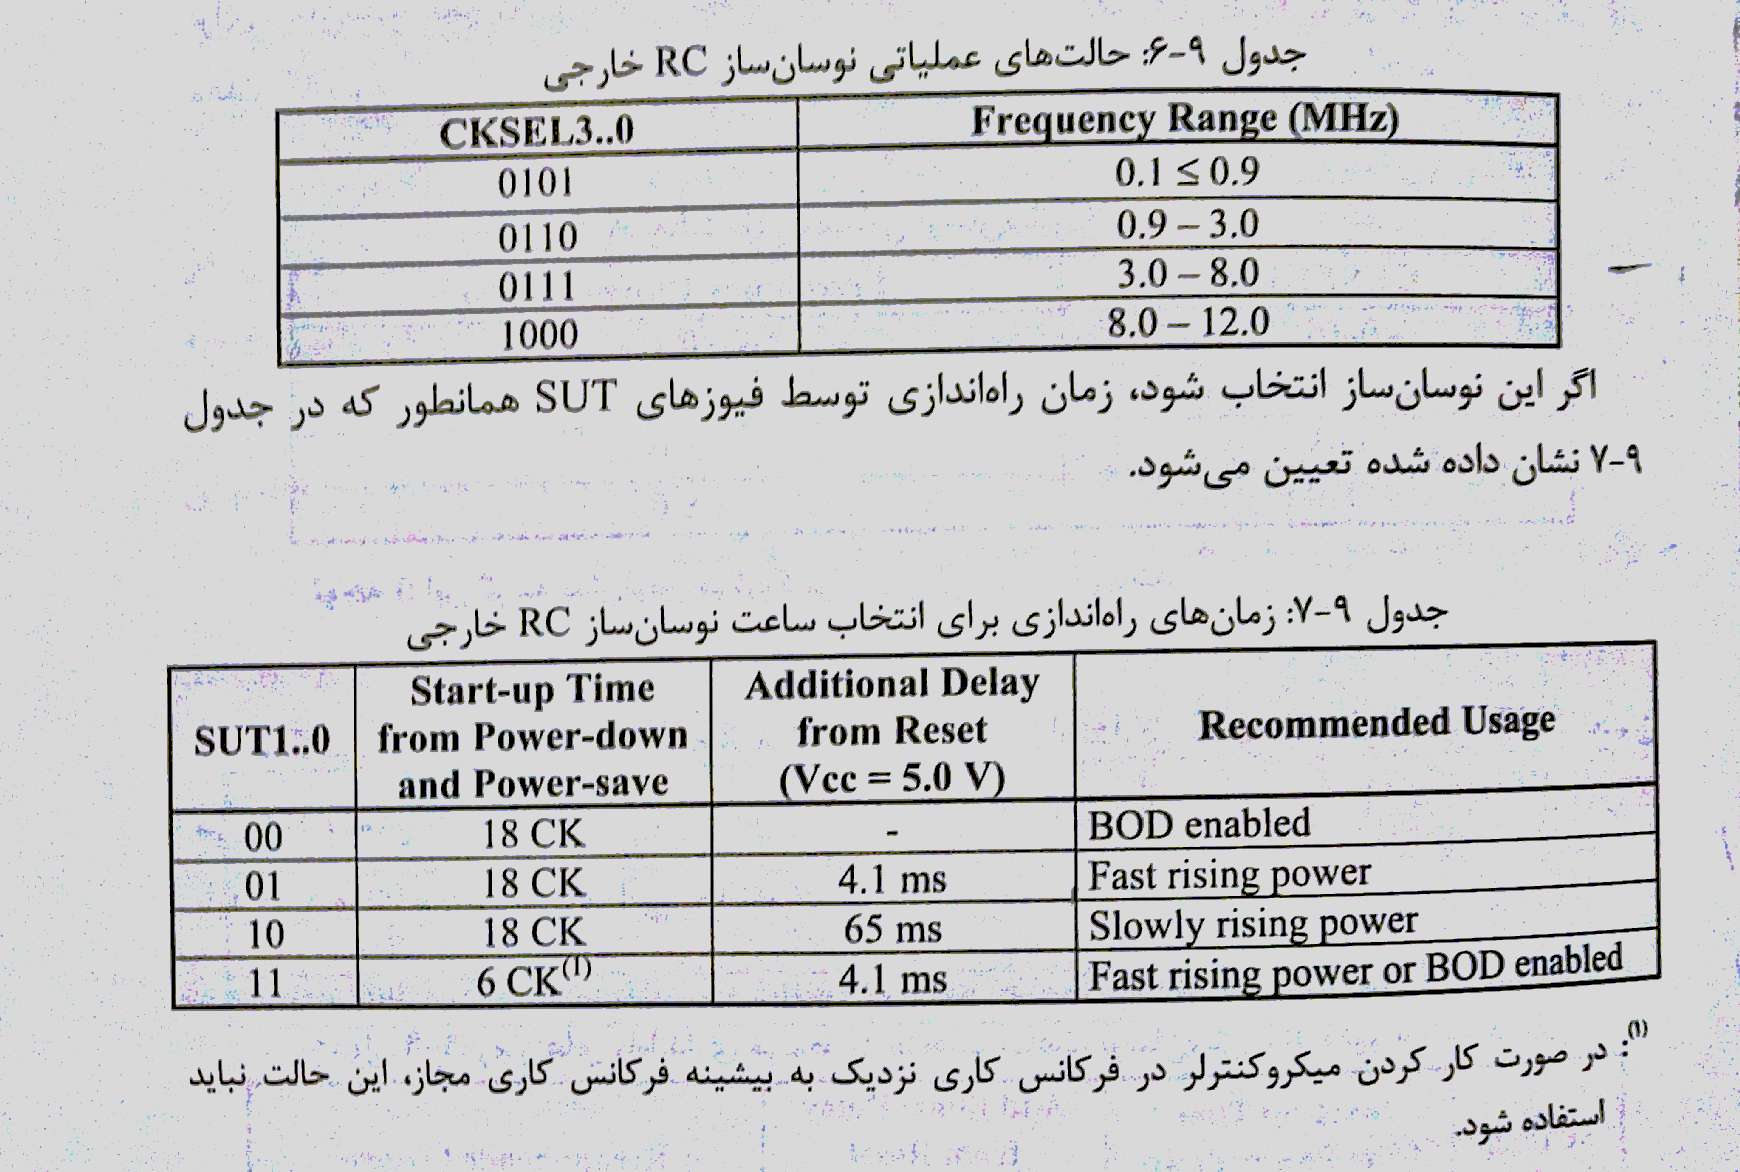 جدول ۹-۶: حالت‌های عملیاتی نوسان‌ساز RC خارجی
CKSEL3..0 Frequency Range (MHz)
0101 0.1 ≤ 0.9
0110 0.9 – 3.0
0111 3.0 – 8.0
1000 8.0 – 12.0
اگر این نوسان‌ساز انتخاب شود، زمان راه‌اندازی توسط فیوزهای SUT همانطور که در جدول
۹-۷ نشان داده شده تعیین می‌شود.
جدول ۹-۷: زمان‌های راه‌اندازی برای انتخاب ساعت نوسان‌ساز RC خارجی
SUT1..0
Start-up Time
from Power-down
and Power-save
Additional Delay
from Reset
(Vcc = 5.0 V)
Recommended Usage
00 18 CK - BOD enabled
01 18 CK 4.1 ms Fast rising power
10 18 CK 65 ms Slowly rising power
11 6 CK(1) 4.1 ms Fast rising power or BOD enabled
(1): در صورت کار کردن میکروکنترلر در فرکانس کاری نزدیک به بیشینه فرکانس کاری مجاز، این حالت نباید
استفاده شود.